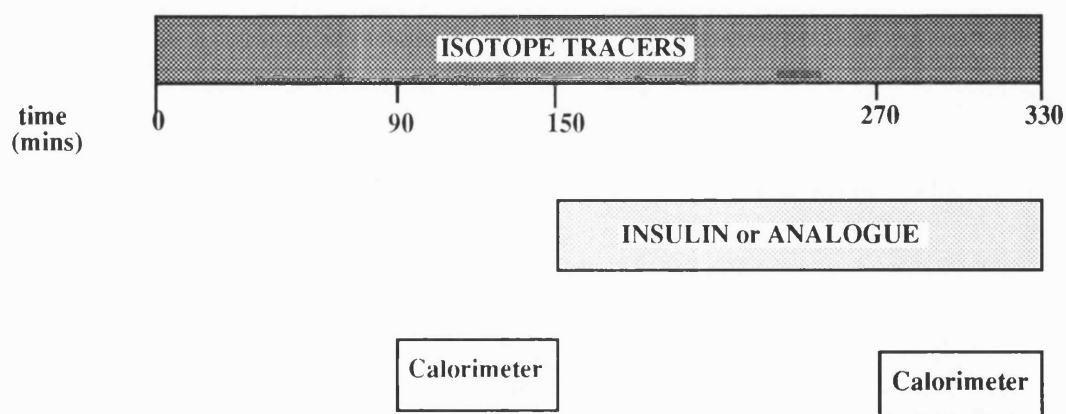 ISOTOPE TRACERS
time
(mins)
0 90 150 270 330
INSULIN or ANALOGUE
Calorimeter
Calorimeter